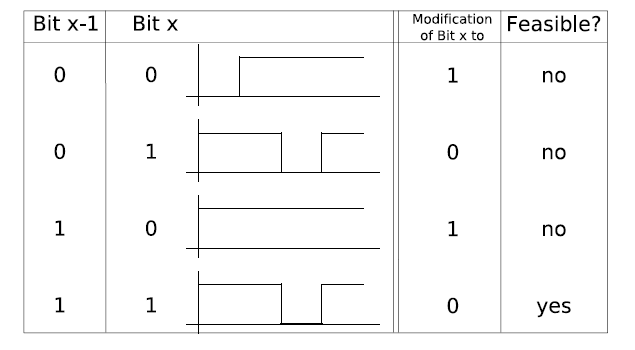 Bit x-1 Bit x Modification of Bit x to Feasible?
0 0 1 no
0 1 0 no
1 0 1 no
1 1 0 yes